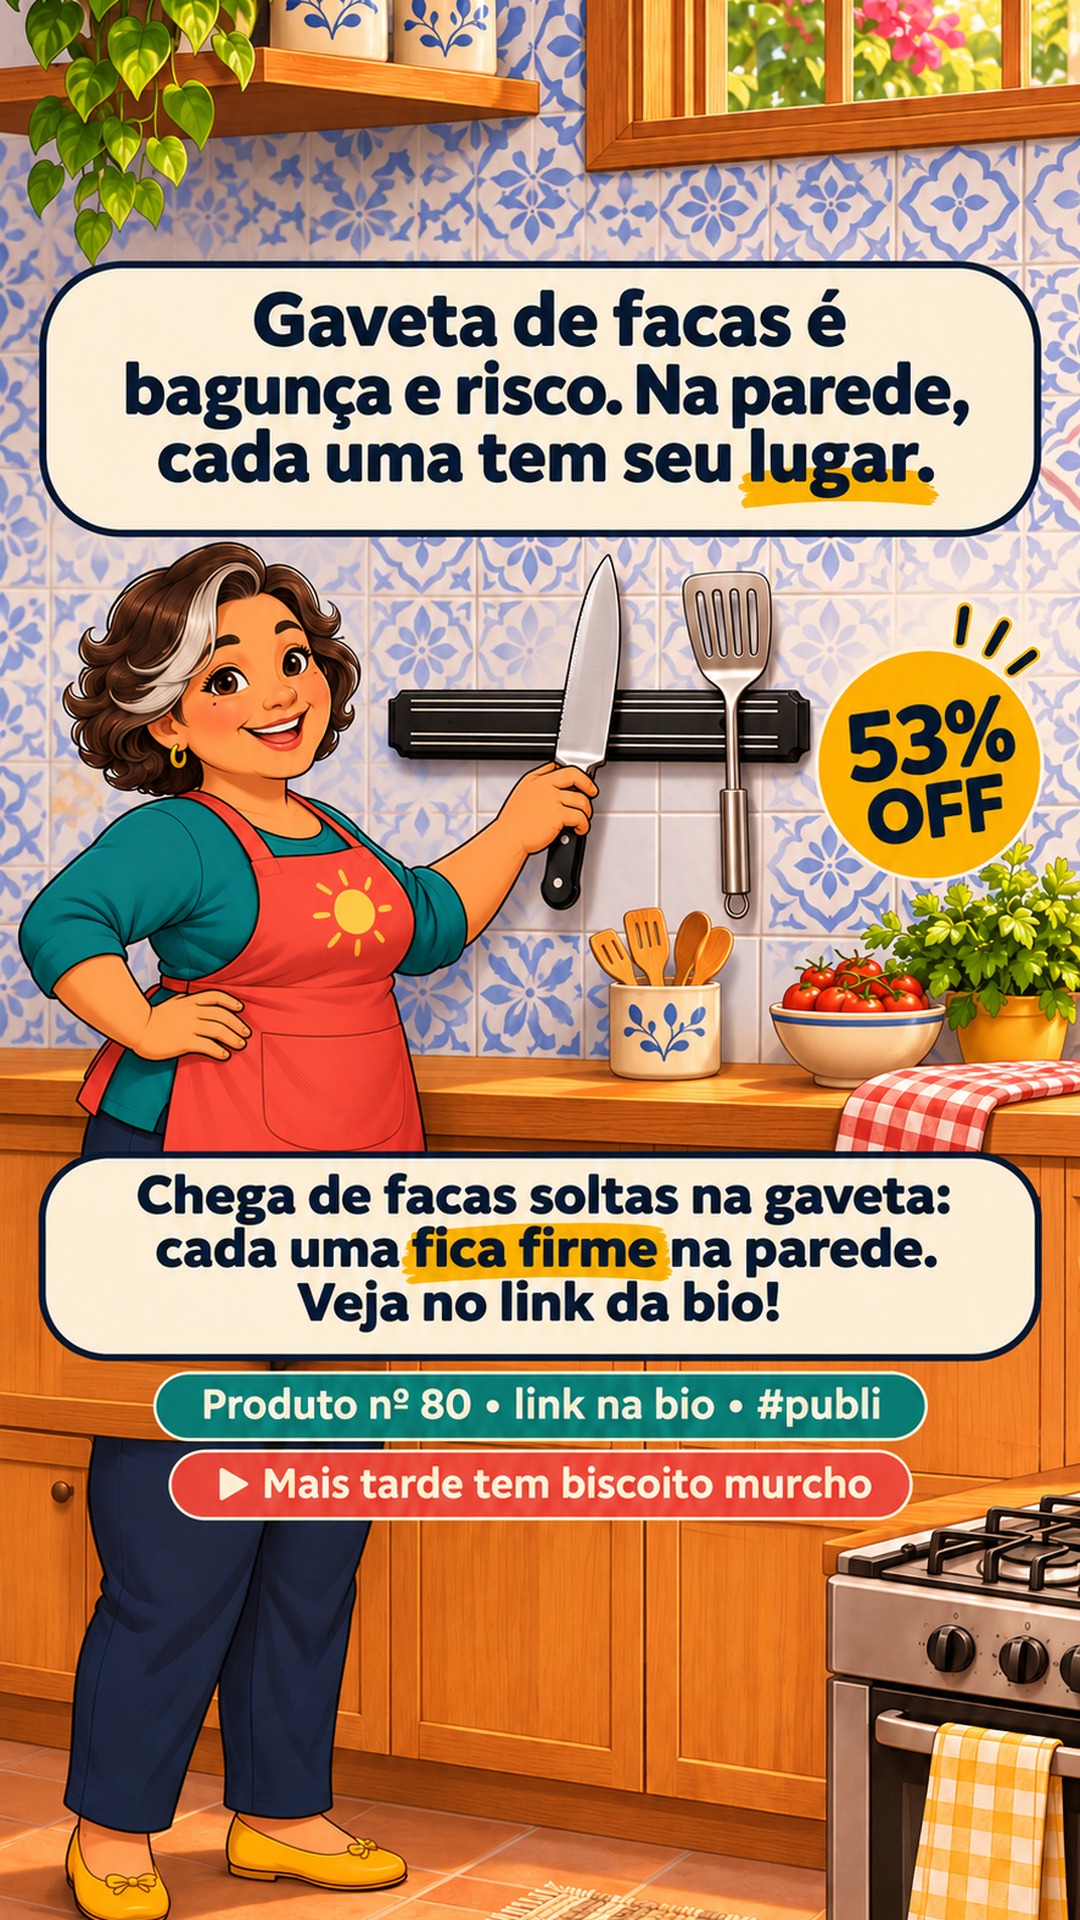 Gaveta de facas é
bagunça e risco. Na parede,
cada uma tem seu lugar.
53%
OFF
Chega de facas soltas na gaveta:
cada uma fica firme na parede.
Veja no link da bio!
Produto nº 80 • link na bio • #publi
▶ Mais tarde tem biscoito murcho